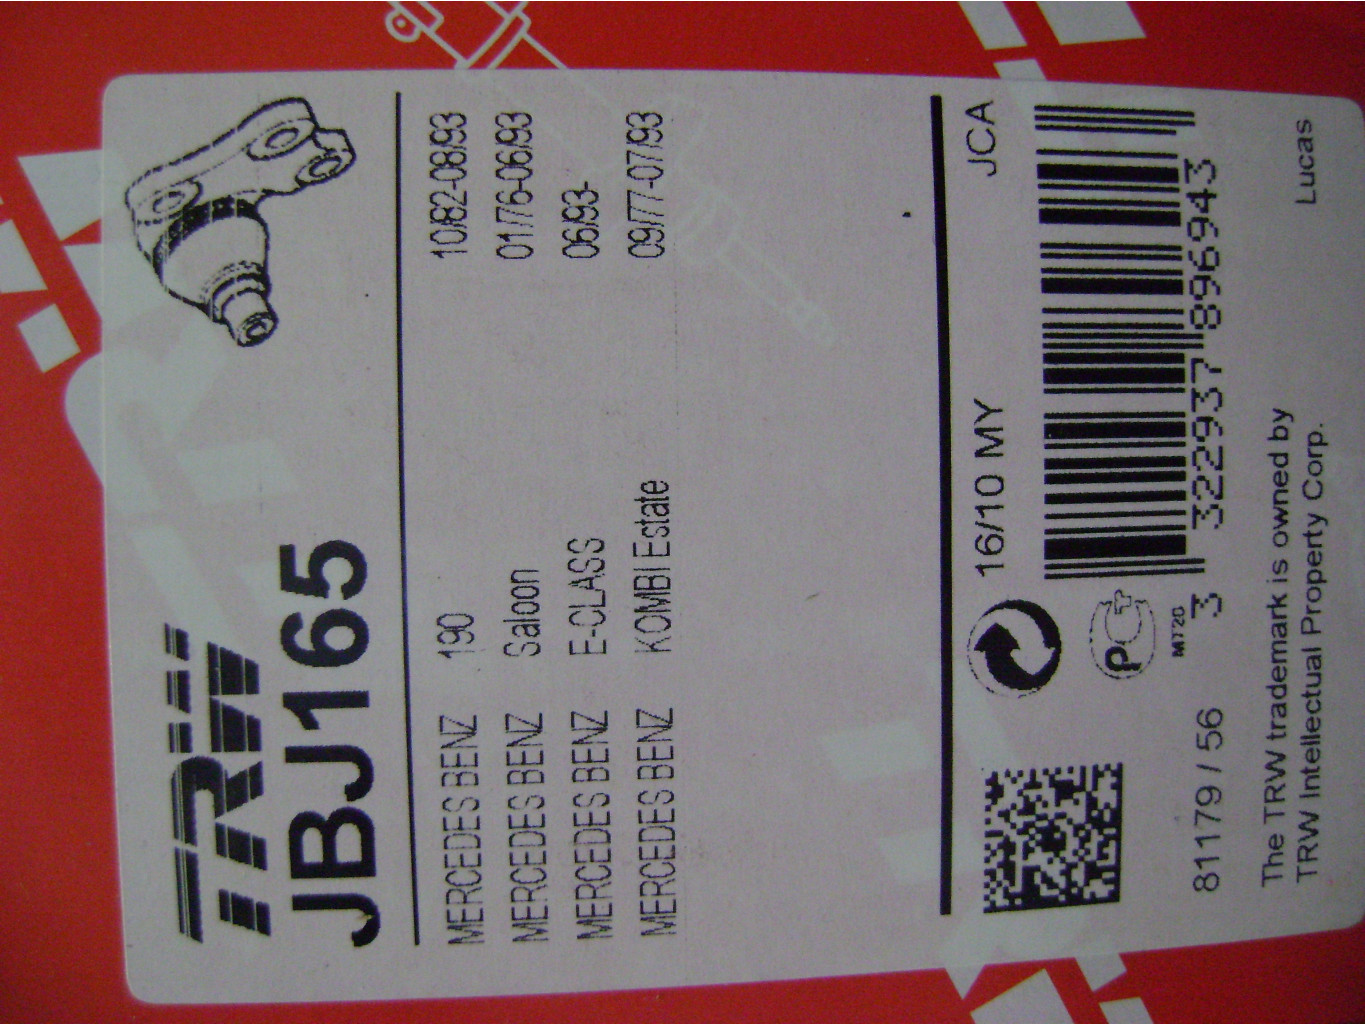 TRW
JBJ165
MERCEDES BENZ 190 10/82-08/93
MERCEDES BENZ Saloon 01/76-06/93
MERCEDES BENZ E-CLASS 06/93-
MERCEDES BENZ KOMBI Estate 09/77-07/93
16/10 MY JCA
PCT
MT20
3 322937 896943
81179 / 56
The TRW trademark is owned by
TRW Intellectual Property Corp.
Lucas